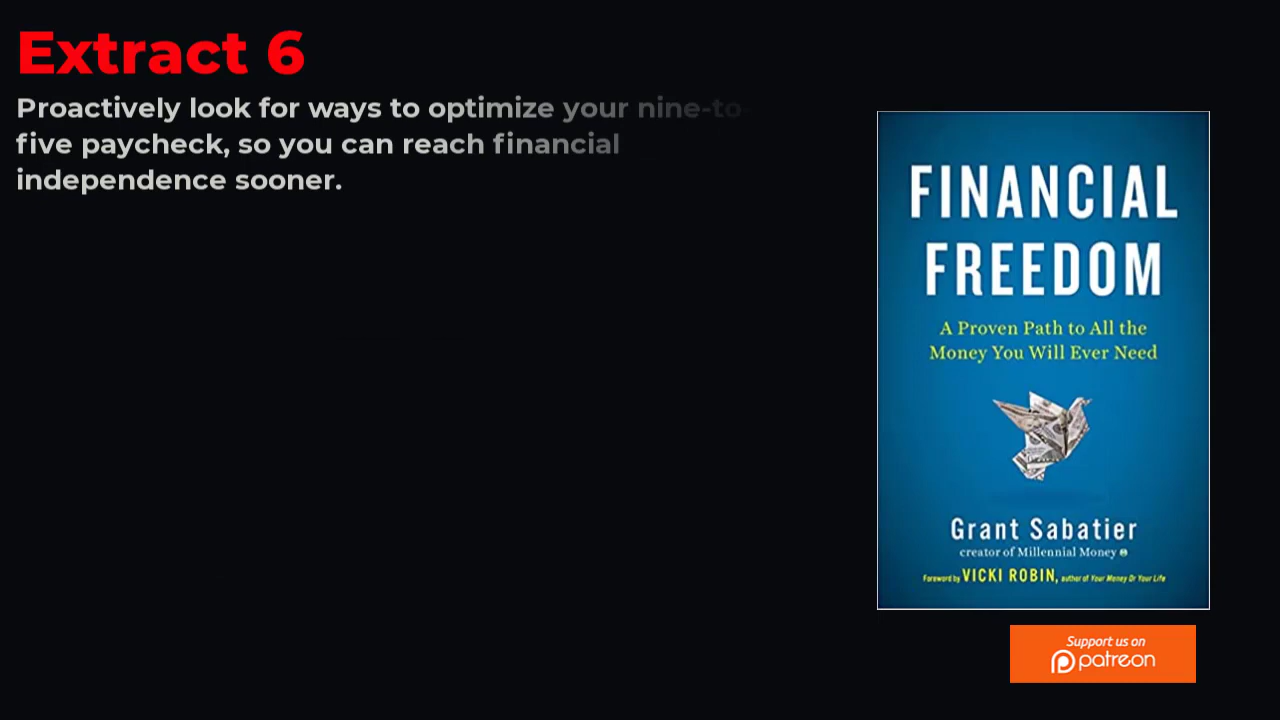 Extract 6
Proactively look for ways to optimize your nine-to-
five paycheck, so you can reach financial
independence sooner.
FINANCIAL
FREEDOM
A Proven Path to All the
Money You Will Ever Need
Grant Sabatier
creator of Millennial Money
Foreword by VICKI ROBIN, author of Your Money Or Your Life
Support us on
patreon